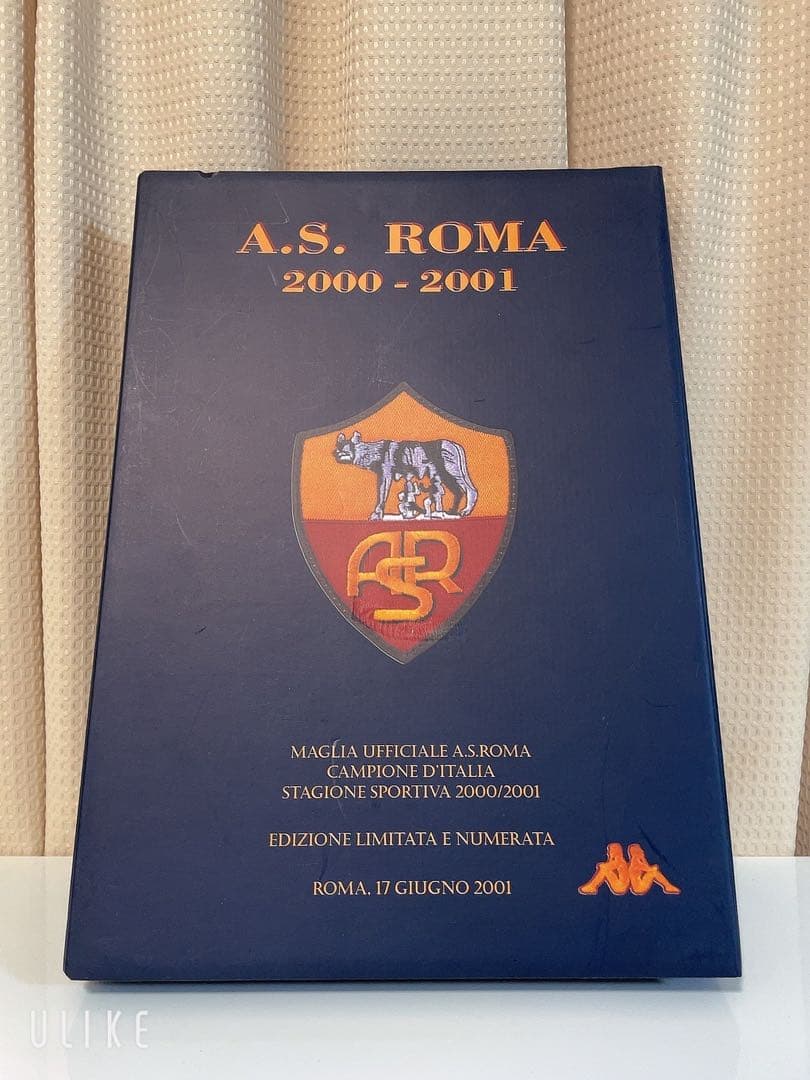 A.S. ROMA
2000 - 2001
ASR
MAGLIA UFFICIALE A.S.ROMA
CAMPIONE D'ITALIA
STAGIONE SPORTIVA 2000/2001
EDIZIONE LIMITATA E NUMERATA
ROMA, 17 GIUGNO 2001
ULIKE